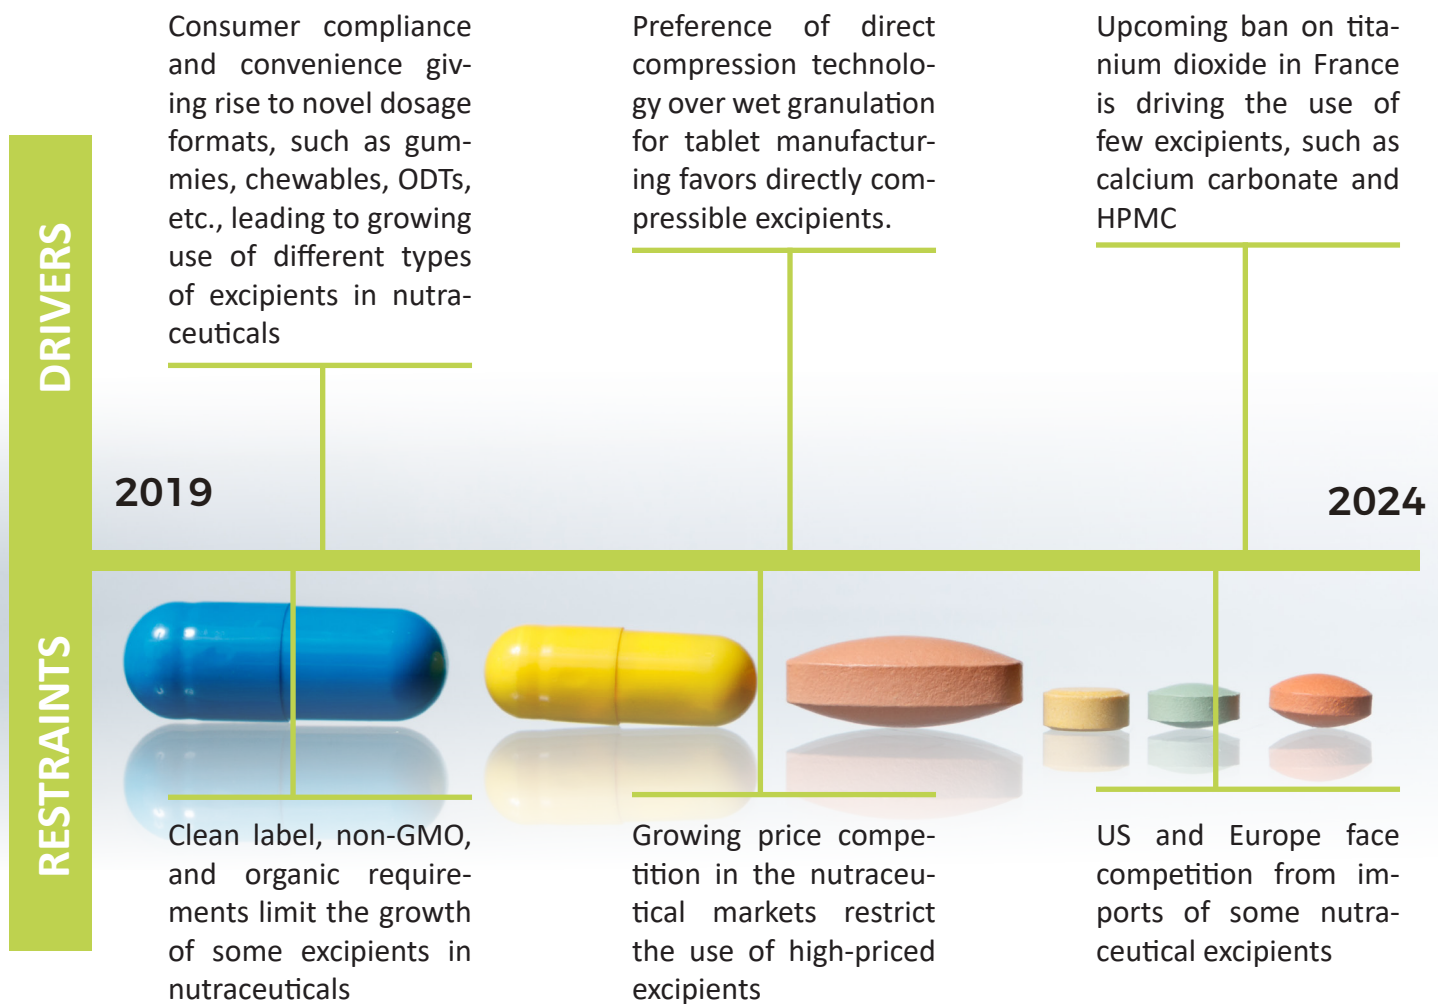 Consumer compliance
and convenience giv-
ing rise to novel dosage
formats, such as gum-
mies, chewables, ODTs,
etc., leading to growing
use of different types
of excipients in nutra-
ceuticals
Preference of direct
compression technolo-
gy over wet granulation
for tablet manufactur-
ing favors directly com-
pressible excipients.
Upcoming ban on tita-
nium dioxide in France
is driving the use of
few excipients, such as
calcium carbonate and
HPMC
DRIVERS
2019
2024
RESTRAINTS
Clean label, non-GMO,
and organic require-
ments limit the growth
of some excipients in
nutraceuticals
Growing price compe-
tition in the nutraceu-
tical markets restrict
the use of high-priced
excipients
US and Europe face
competition from im-
ports of some nutra-
ceutical excipients